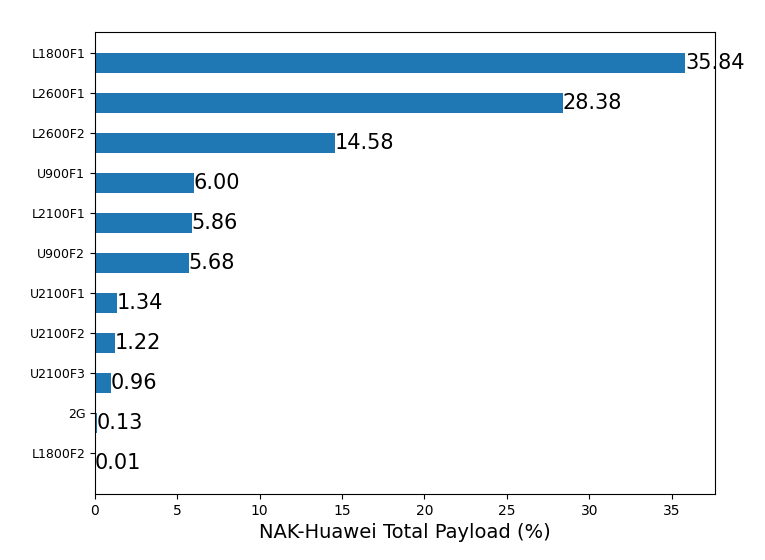 L1800F1 35.84
L2600F1 28.38
L2600F2 14.58
U900F1 6.00
L2100F1 5.86
U900F2 5.68
U2100F1 1.34
U2100F2 1.22
U2100F3 0.96
2G 0.13
L1800F2 0.01
0 5 10 15 20 25 30 35
NAK-Huawei Total Payload (%)